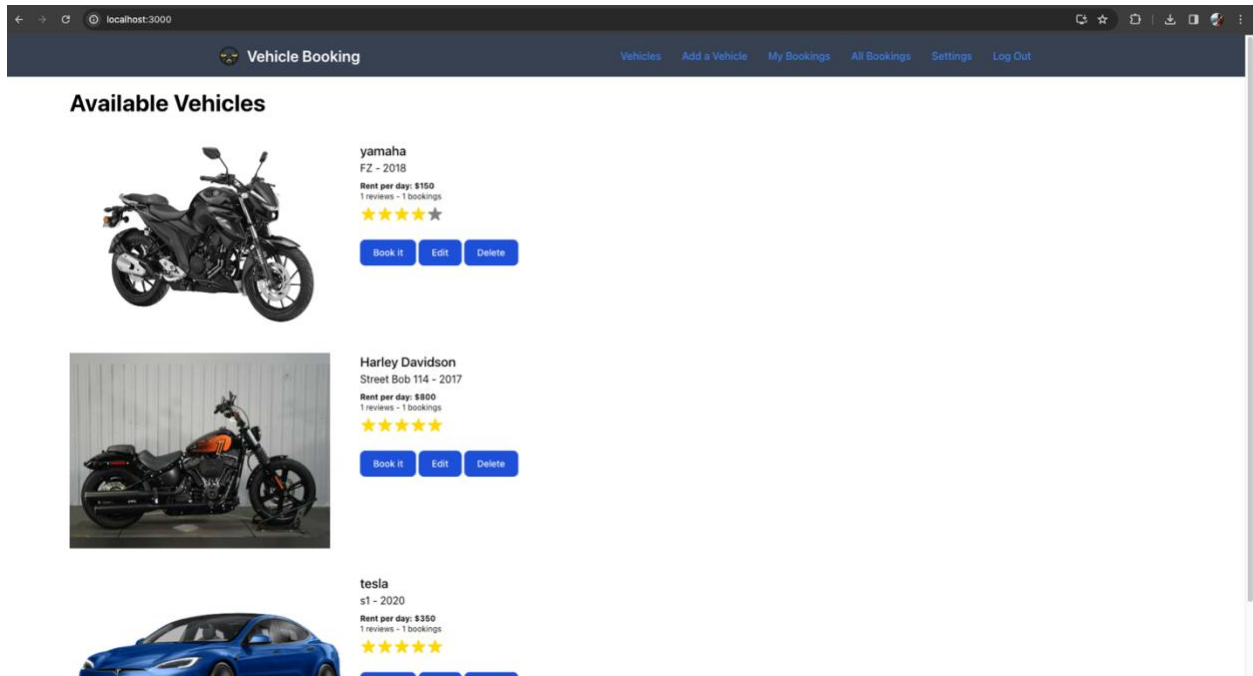 localhost:3000
Vehicle Booking
Vehicles Add a Vehicle My Bookings All Bookings Settings Log Out
Available Vehicles
yamaha
FZ - 2018
Rent per day: $150
1 reviews - 1 bookings
Book it Edit Delete
Harley Davidson
Street Bob 114 - 2017
Rent per day: $800
1 reviews - 1 bookings
Book it Edit Delete
tesla
s1 - 2020
Rent per day: $350
1 reviews - 1 bookings